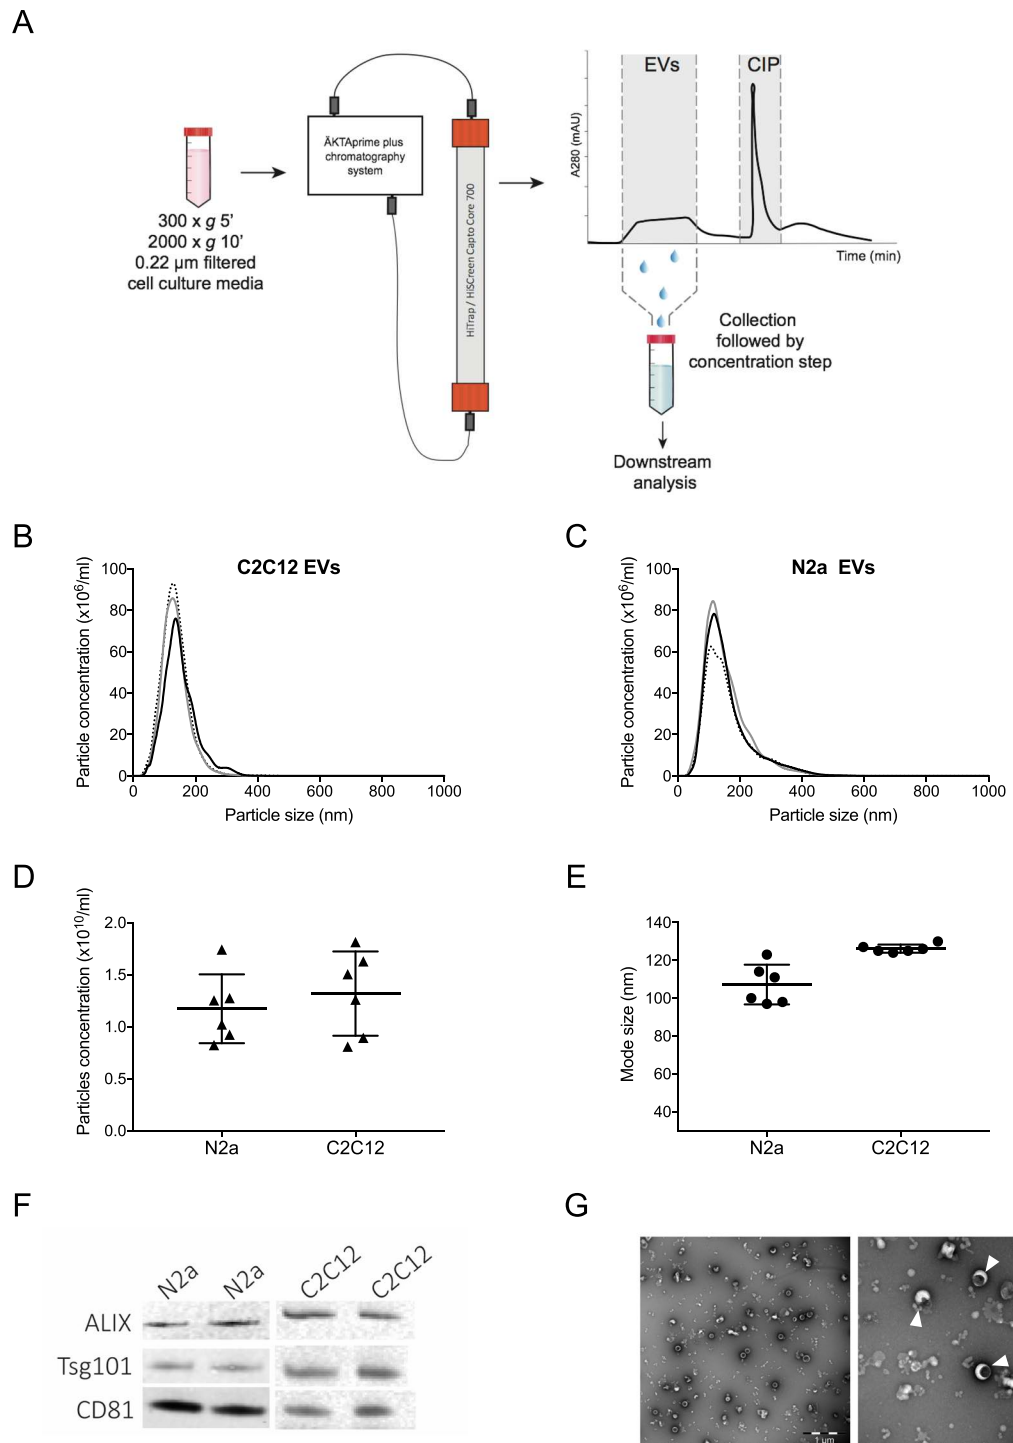 A
ÄKTAprime plus
chromatography
system
HiTrap / HiSCreen Capto Core 700
300 x g 5’
2000 x g 10’
0.22 µm filtered
cell culture media
EVs
CIP
A280 (mAU)
Time (min)
Collection
followed by
concentration step
Downstream
analysis
B
C2C12 EVs
Particle concentration (x10⁶/ml)
100
80
60
40
20
0
0 200 400 600 800 1000
Particle size (nm)
C
N2a EVs
Particle concentration (x10⁶/ml)
100
80
60
40
20
0
0 200 400 600 800 1000
Particle size (nm)
D
Particles concentration (x10¹⁰/ml)
2.0
1.5
1.0
0.5
0.0
N2a C2C12
E
Mode size (nm)
140
120
100
80
60
40
N2a C2C12
F
N2a N2a C2C12 C2C12
ALIX
Tsg101
CD81
G
1 µm